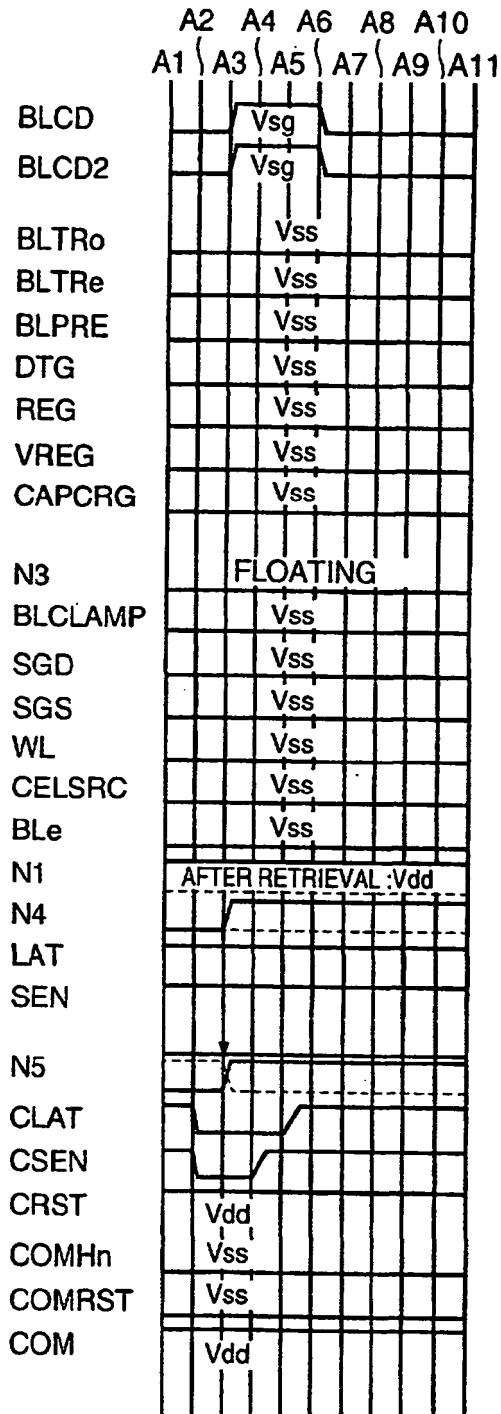 A2 A4 A6 A8 A10
A1 A3 A5 A7 A9 A11
BLCD Vsg
BLCD2 Vsg
BLTRo Vss
BLTRe Vss
BLPRE Vss
DTG Vss
REG Vss
VREG Vss
CAPCRG Vss
N3 FLOATING
BLCLAMP Vss
SGD Vss
SGS Vss
WL Vss
CELSRC Vss
BLe Vss
N1 AFTER RETRIEVAL :Vdd
N4
LAT
SEN
N5
CLAT
CSEN
CRST Vdd
COMHn Vss
COMRST Vss
COM Vdd